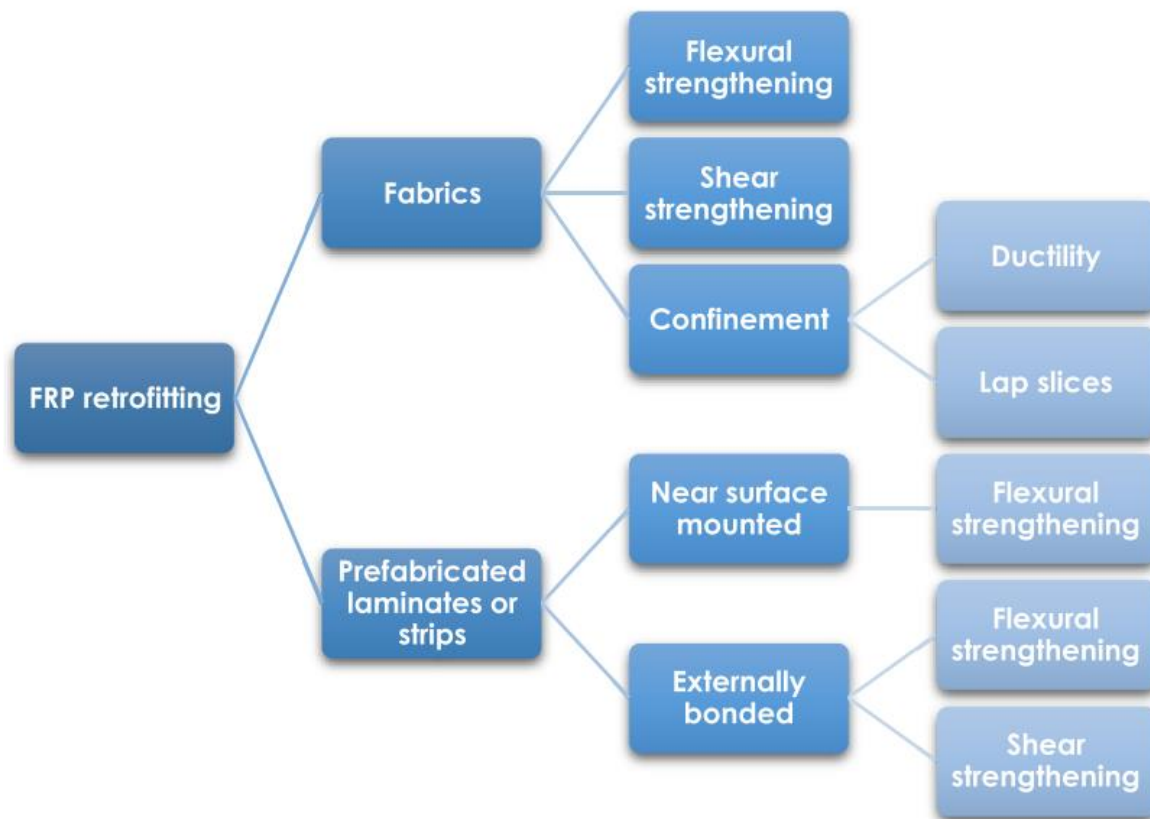 Flexural
strengthening
Fabrics
Shear
strengthening
Ductility
Confinement
Lap slices
FRP retrofitting
Near surface
mounted
Flexural
strengthening
Prefabricated
laminates or
strips
Flexural
strengthening
Externally
bonded
Shear
strengthening